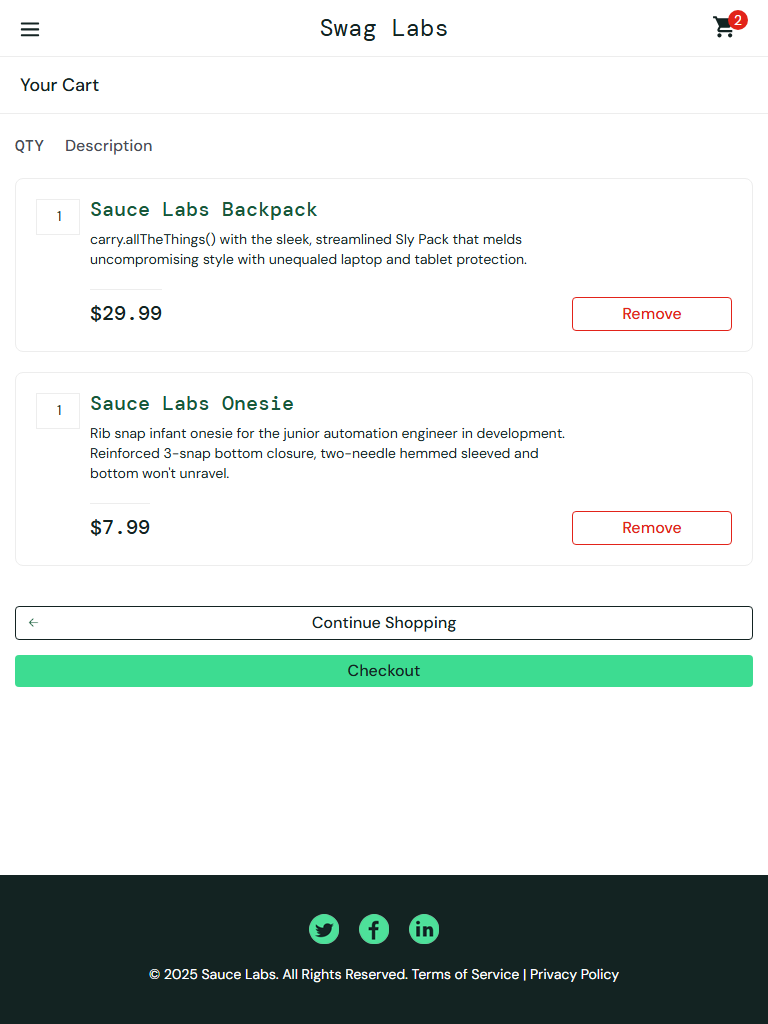 Swag Labs
2
Your Cart
QTY Description
1
Sauce Labs Backpack
carry.allTheThings() with the sleek, streamlined Sly Pack that melds
uncompromising style with unequaled laptop and tablet protection.
$29.99
Remove
1
Sauce Labs Onesie
Rib snap infant onesie for the junior automation engineer in development.
Reinforced 3-snap bottom closure, two-needle hemmed sleeved and
bottom won't unravel.
$7.99
Remove
Continue Shopping
Checkout
© 2025 Sauce Labs. All Rights Reserved. Terms of Service | Privacy Policy